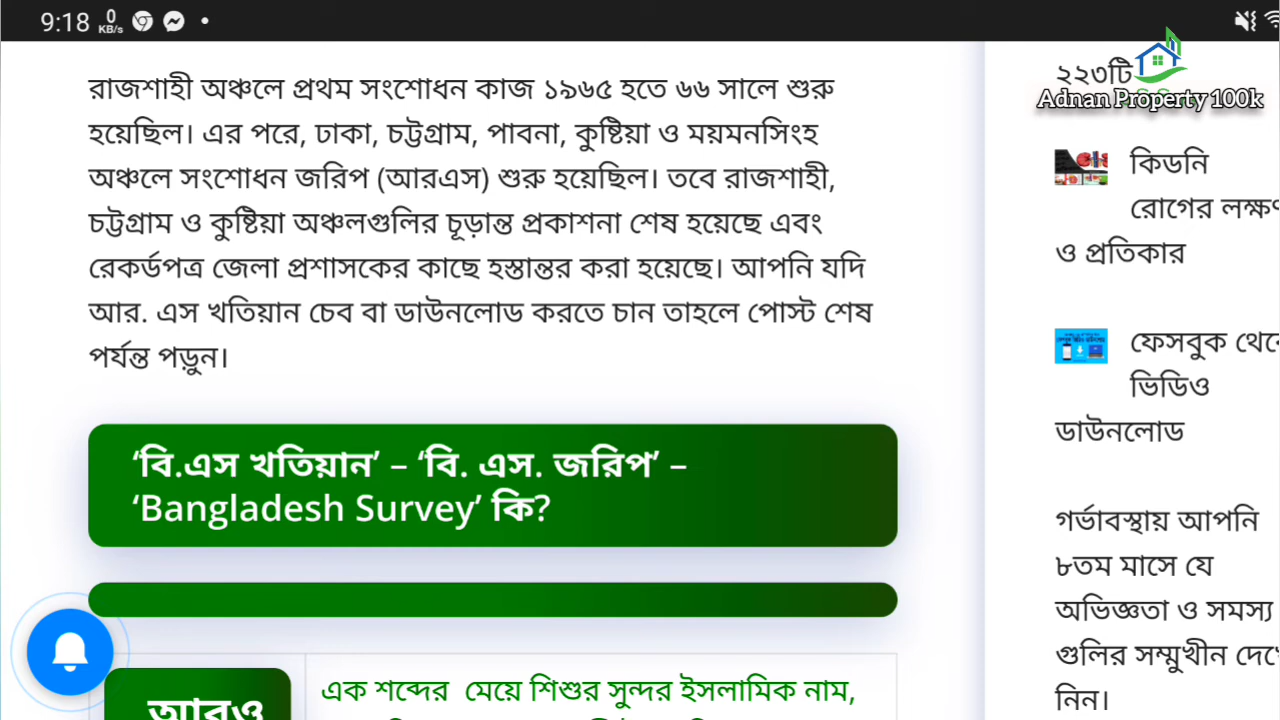 9:18 0 KB/s
রাজশাহী অঞ্চলে প্রথম সংশোধন কাজ ১৯৬৫ হতে ৬৬ সালে শুরু
হয়েছিল। এর পরে, ঢাকা, চট্টগ্রাম, পাবনা, কুষ্টিয়া ও ময়মনসিংহ
অঞ্চলে সংশোধন জরিপ (আরএস) শুরু হয়েছিল। তবে রাজশাহী,
চট্টগ্রাম ও কুষ্টিয়া অঞ্চলগুলির চূড়ান্ত প্রকাশনা শেষ হয়েছে এবং
রেকর্ডপত্র জেলা প্রশাসকের কাছে হস্তান্তর করা হয়েছে। আপনি যদি
আর. এস খতিয়ান চেব বা ডাউনলোড করতে চান তাহলে পোস্ট শেষ
পর্যন্ত পড়ুন।
‘বি.এস খতিয়ান’ – ‘বি. এস. জরিপ’ –
‘Bangladesh Survey’ কি?
আরও
এক শব্দের মেয়ে শিশুর সুন্দর ইসলামিক নাম,
২২৩টি
Adnan Property 100k
কিডনি
রোগের লক্ষণ
ও প্রতিকার
ফেসবুক থেকে
ভিডিও
ডাউনলোড
গর্ভাবস্থায় আপনি
৮তম মাসে যে
অভিজ্ঞতা ও সমস্যা
গুলির সম্মুখীন দেখে
নিন।